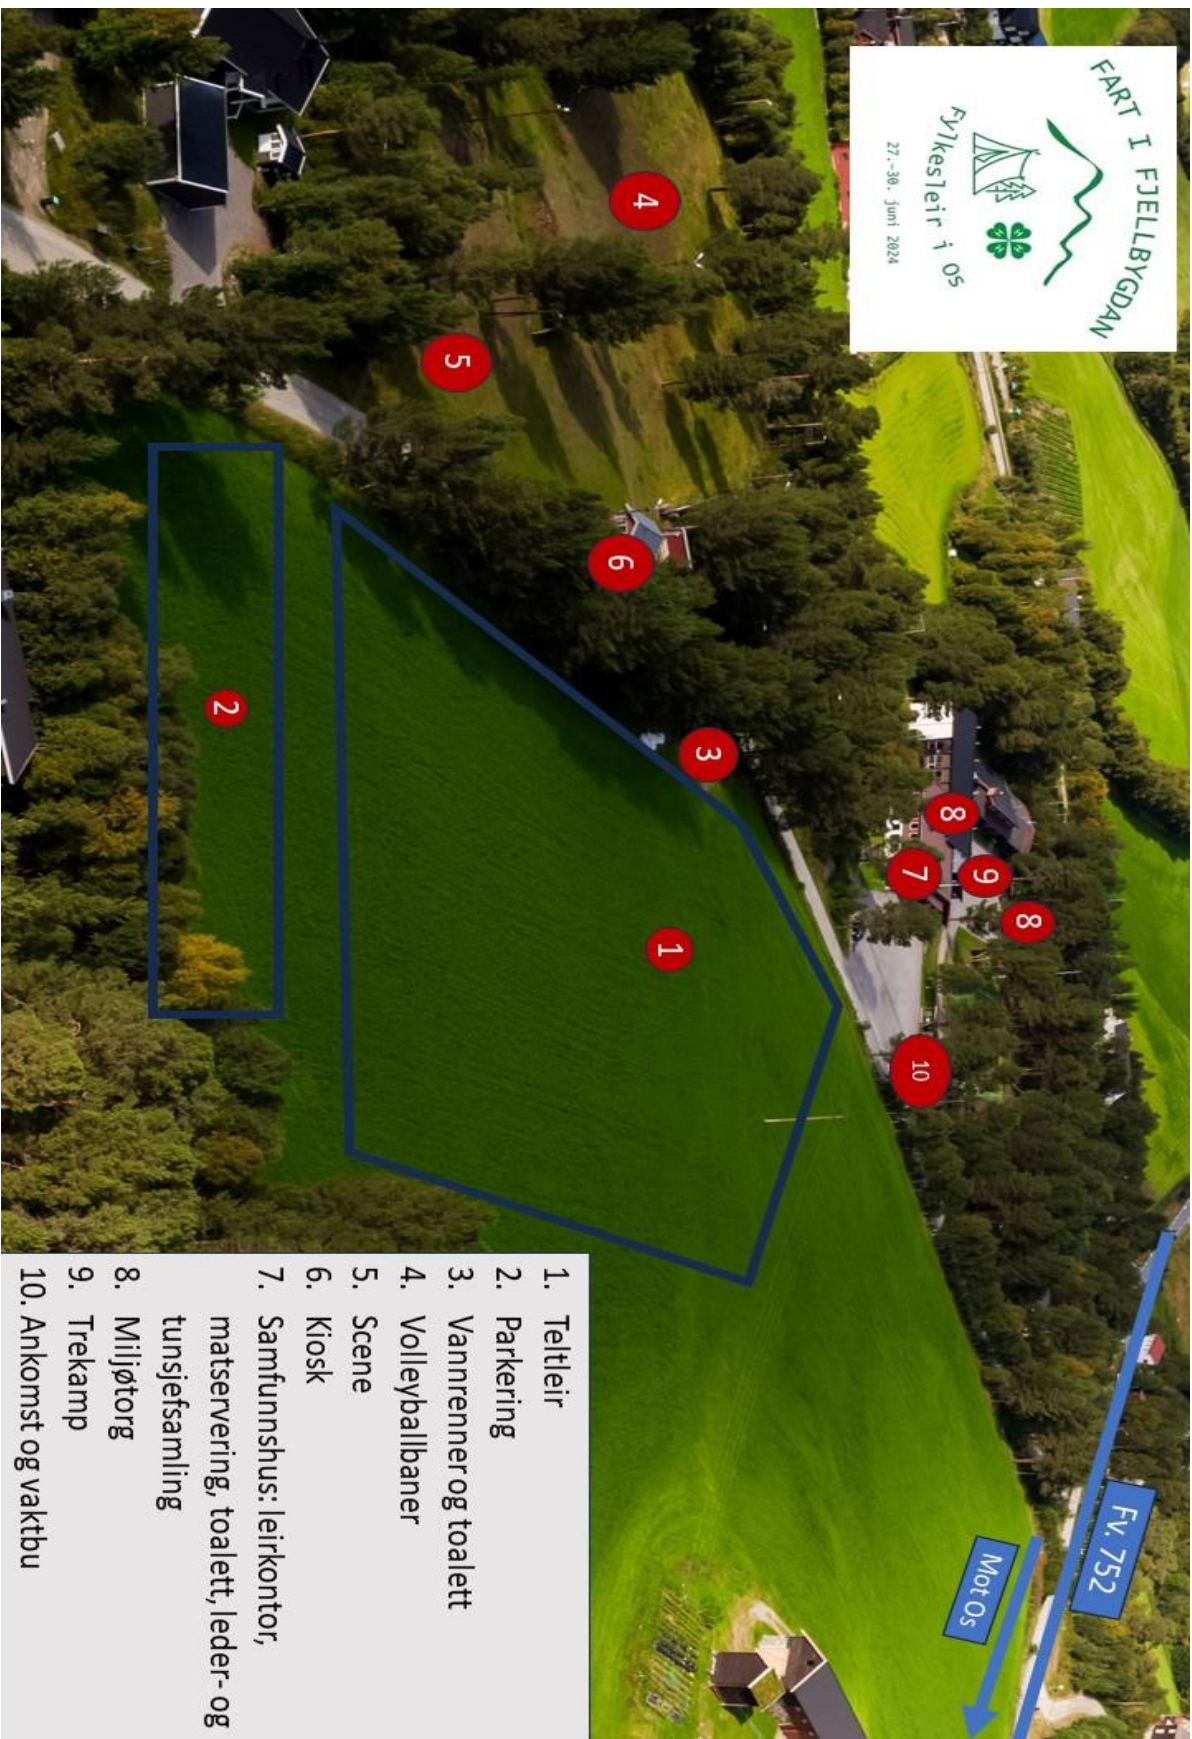 FART I FJELLBYGDAN
Fylkesleir i OS
27.-30. juni 2024
4
5
6
3
8
7
9
8
10
2
1
Fv. 752
Mot Os
1. Teltleir
2. Parkering
3. Vannrenner og toalett
4. Volleyballbaner
5. Scene
6. Kiosk
7. Samfunnshus: leirkontor,
matservering, toalett, leder- og
tunsjefsamling
8. Miljøtorg
9. Trekamp
10. Ankomst og vaktbu